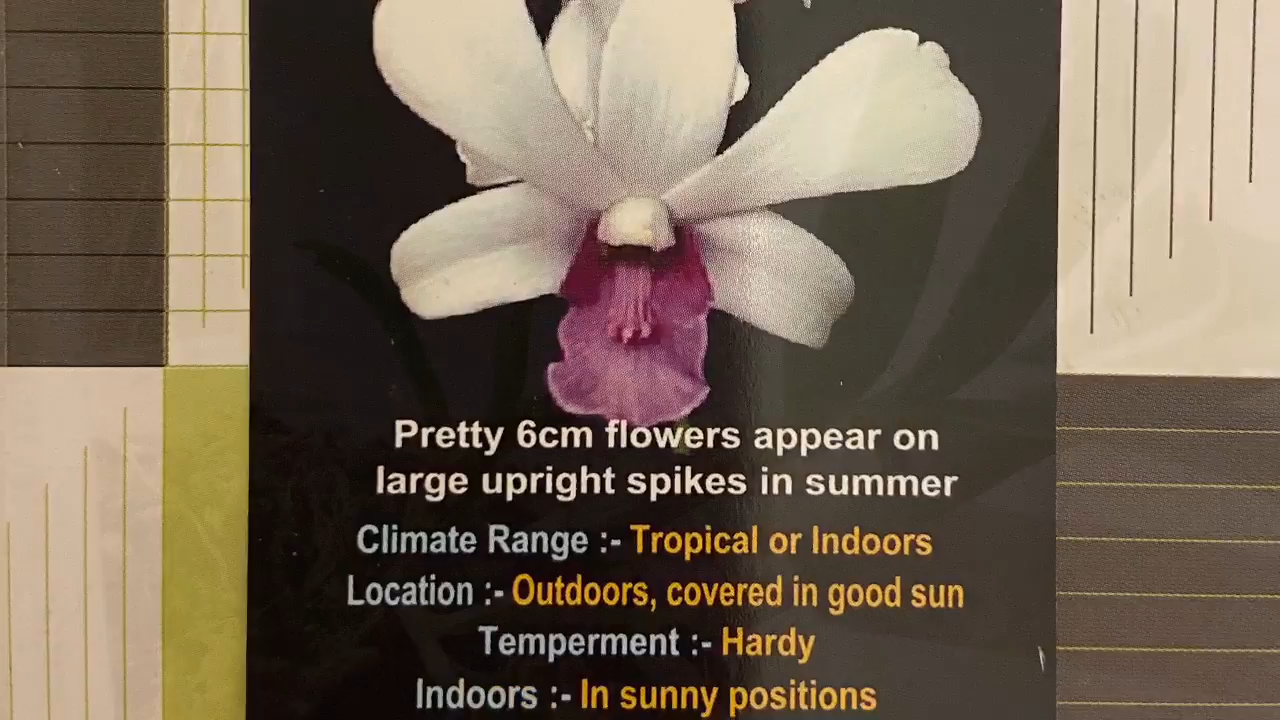 Pretty 6cm flowers appear on
large upright spikes in summer
Climate Range :- Tropical or Indoors
Location :- Outdoors, covered in good sun
Temperment :- Hardy
Indoors :- In sunny positions